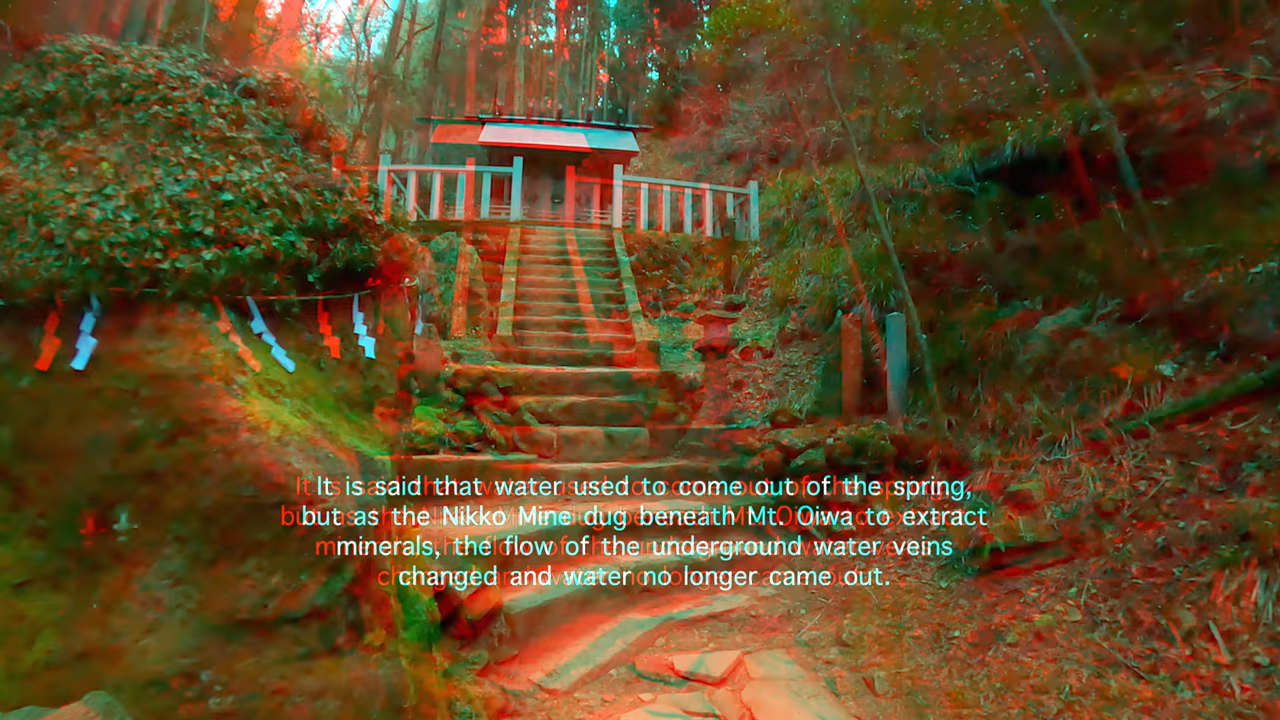 It is said that water used to come out of the spring,
but as the Nikko Mine dug beneath Mt. Oiwa to extract
minerals, the flow of the underground water veins
changed and water no longer came out.